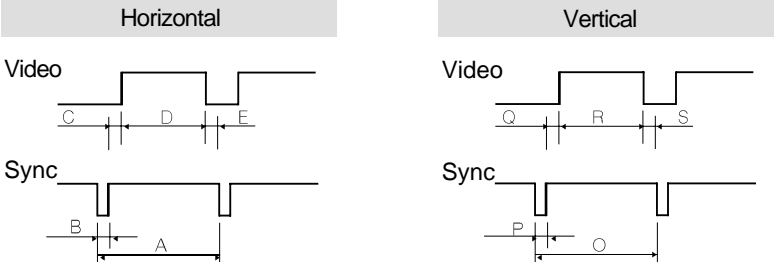 Horizontal
Vertical
Video
Video
C D E
Q R S
Sync
Sync
B
P
A
O